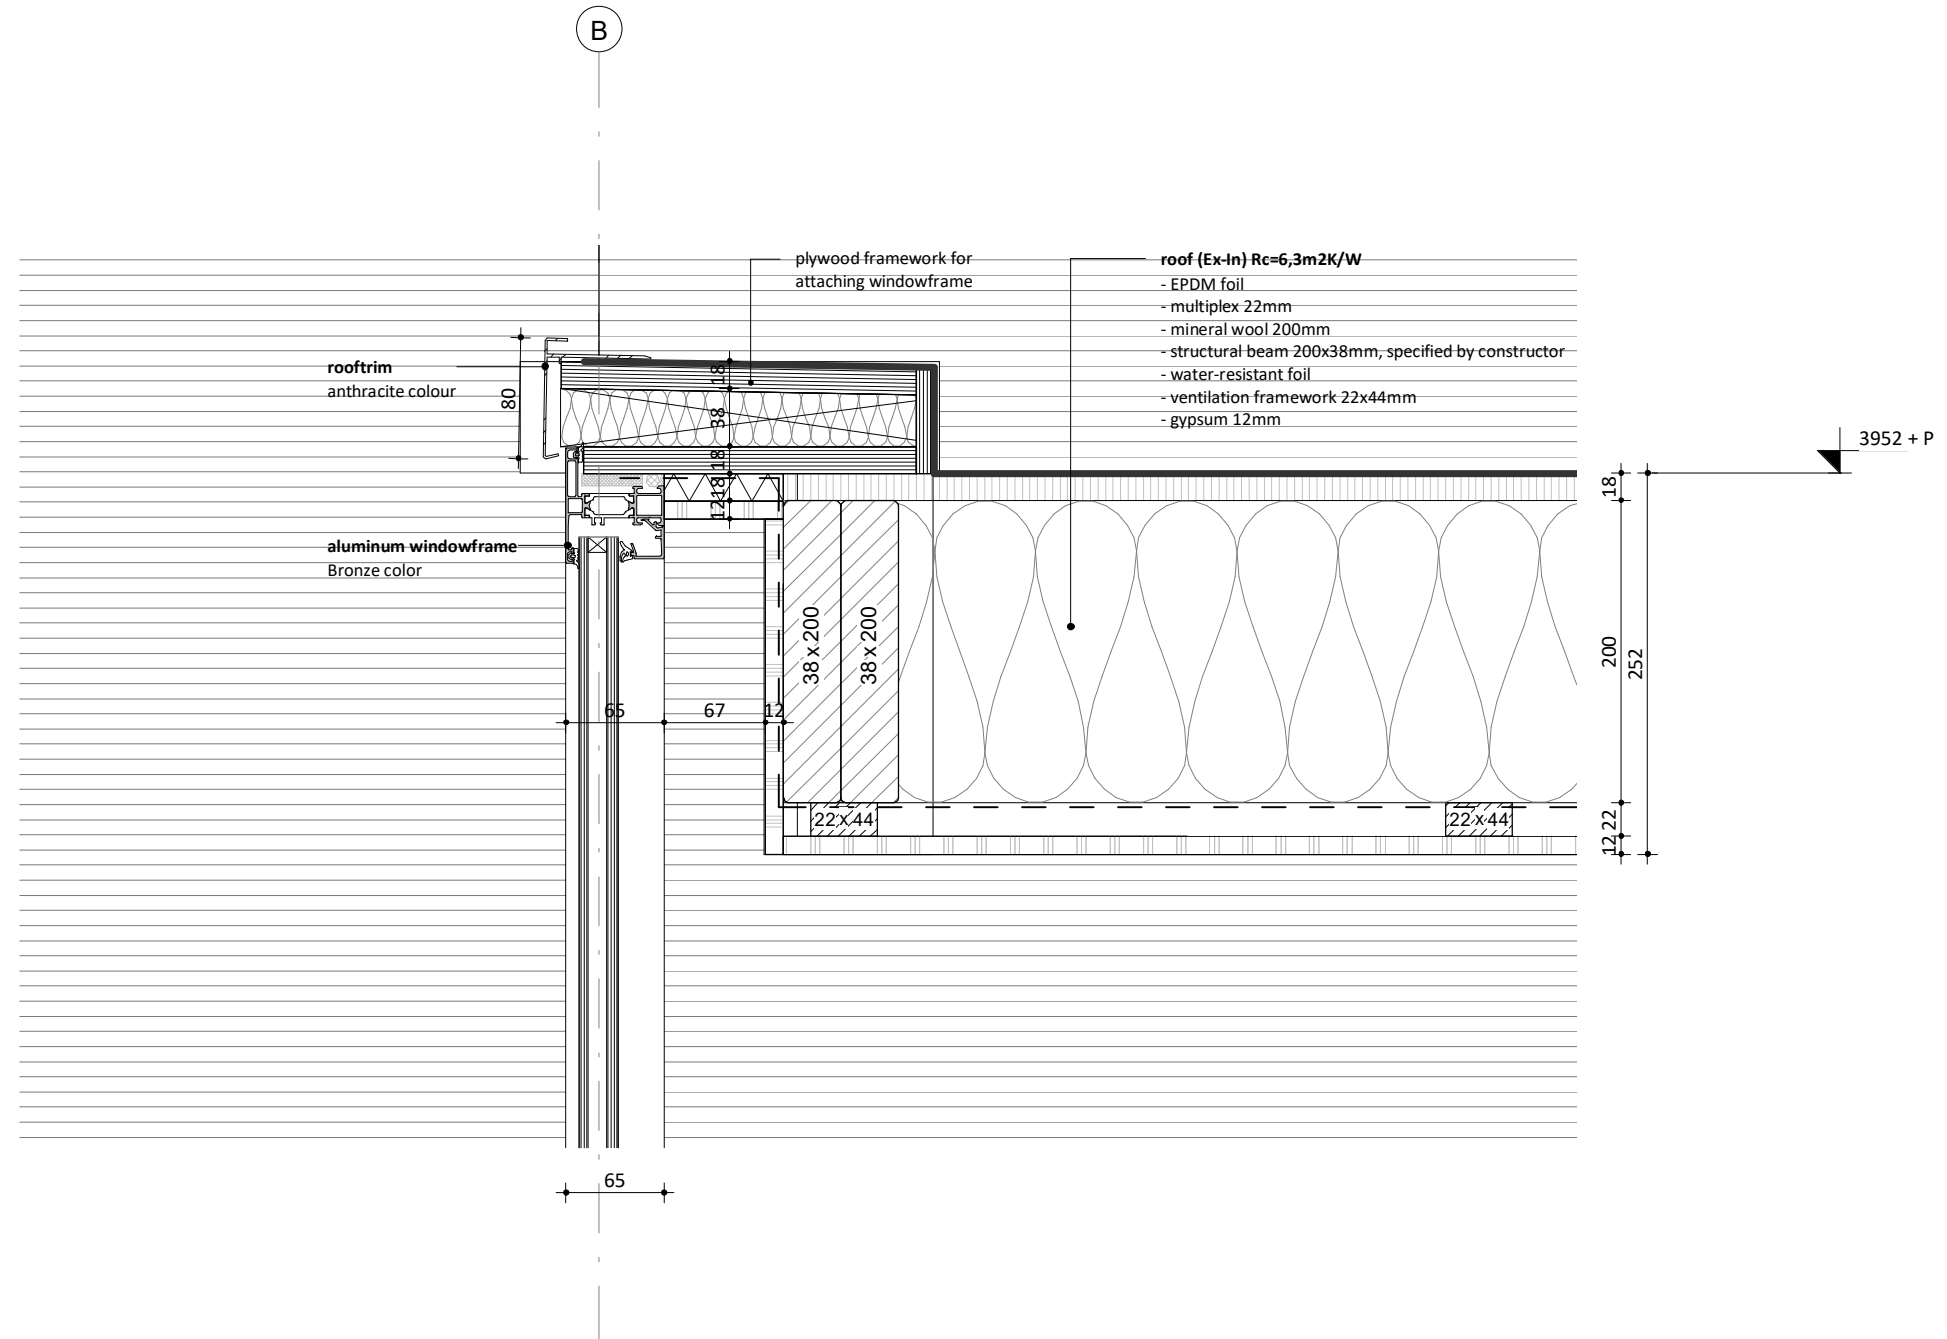 B
plywood framework for
attaching windowframe
roof (Ex-In) Rc=6,3m2K/W
- EPDM foil
- multiplex 22mm
- mineral wool 200mm
- structural beam 200x38mm, specified by constructor
- water-resistant foil
- ventilation framework 22x44mm
- gypsum 12mm
rooftrim
anthracite colour
80
18
38
18
18
12
3952 + P
18
200
252
22
12
aluminum windowframe
Bronze color
38 x 200
38 x 200
65
67
12
22 x 44
22 x 44
65